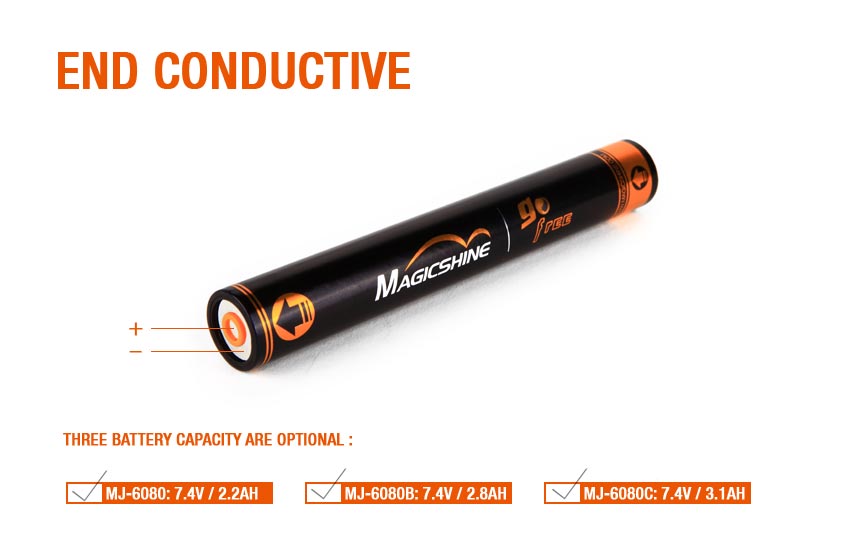 END CONDUCTIVE
go
free
MAGICSHINE
+
−
THREE BATTERY CAPACITY ARE OPTIONAL :
MJ-6080: 7.4V / 2.2AH
MJ-6080B: 7.4V / 2.8AH
MJ-6080C: 7.4V / 3.1AH